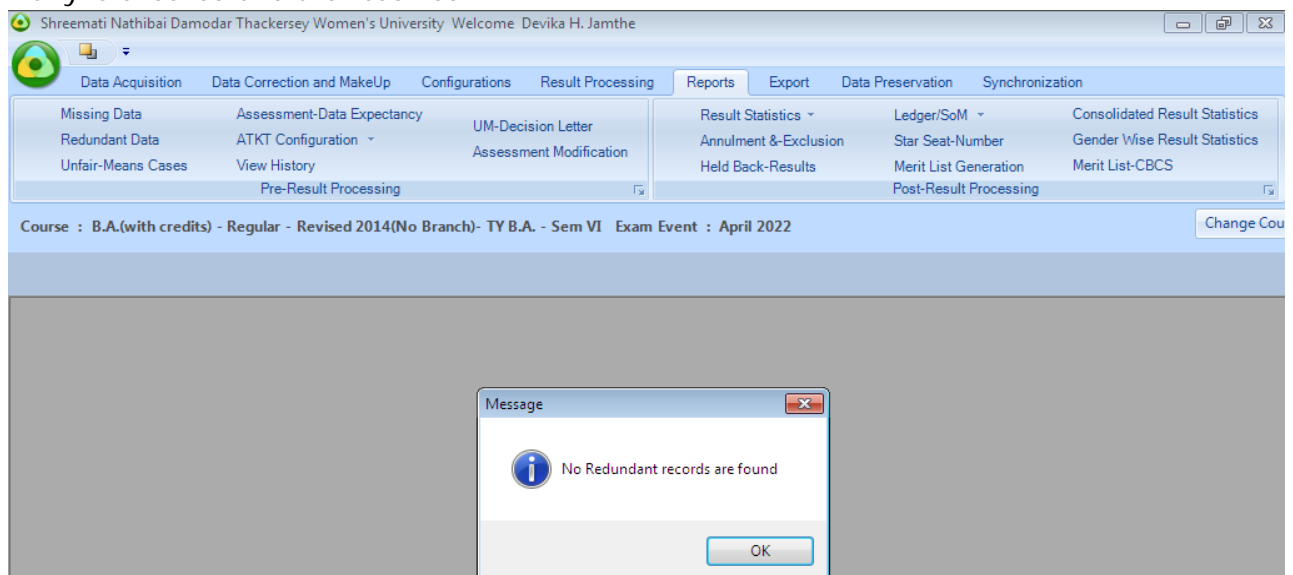 Shreemati Nathibai Damodar Thackersey Women's University Welcome Devika H. Jamthe
Data Acquisition Data Correction and MakeUp Configurations Result Processing Reports Export Data Preservation Synchronization
Missing Data Assessment-Data Expectancy UM-Decision Letter Result Statistics Ledger/SoM Consolidated Result Statistics
Redundant Data ATKT Configuration Assessment Modification Annulment &-Exclusion Star Seat-Number Gender Wise Result Statistics
Unfair-Means Cases View History Held Back-Results Merit List Generation Merit List-CBCS
Pre-Result Processing Post-Result Processing
Course : B.A.(with credits) - Regular - Revised 2014(No Branch)- TY B.A. - Sem VI Exam Event : April 2022 Change Cou
Message
No Redundant records are found
OK